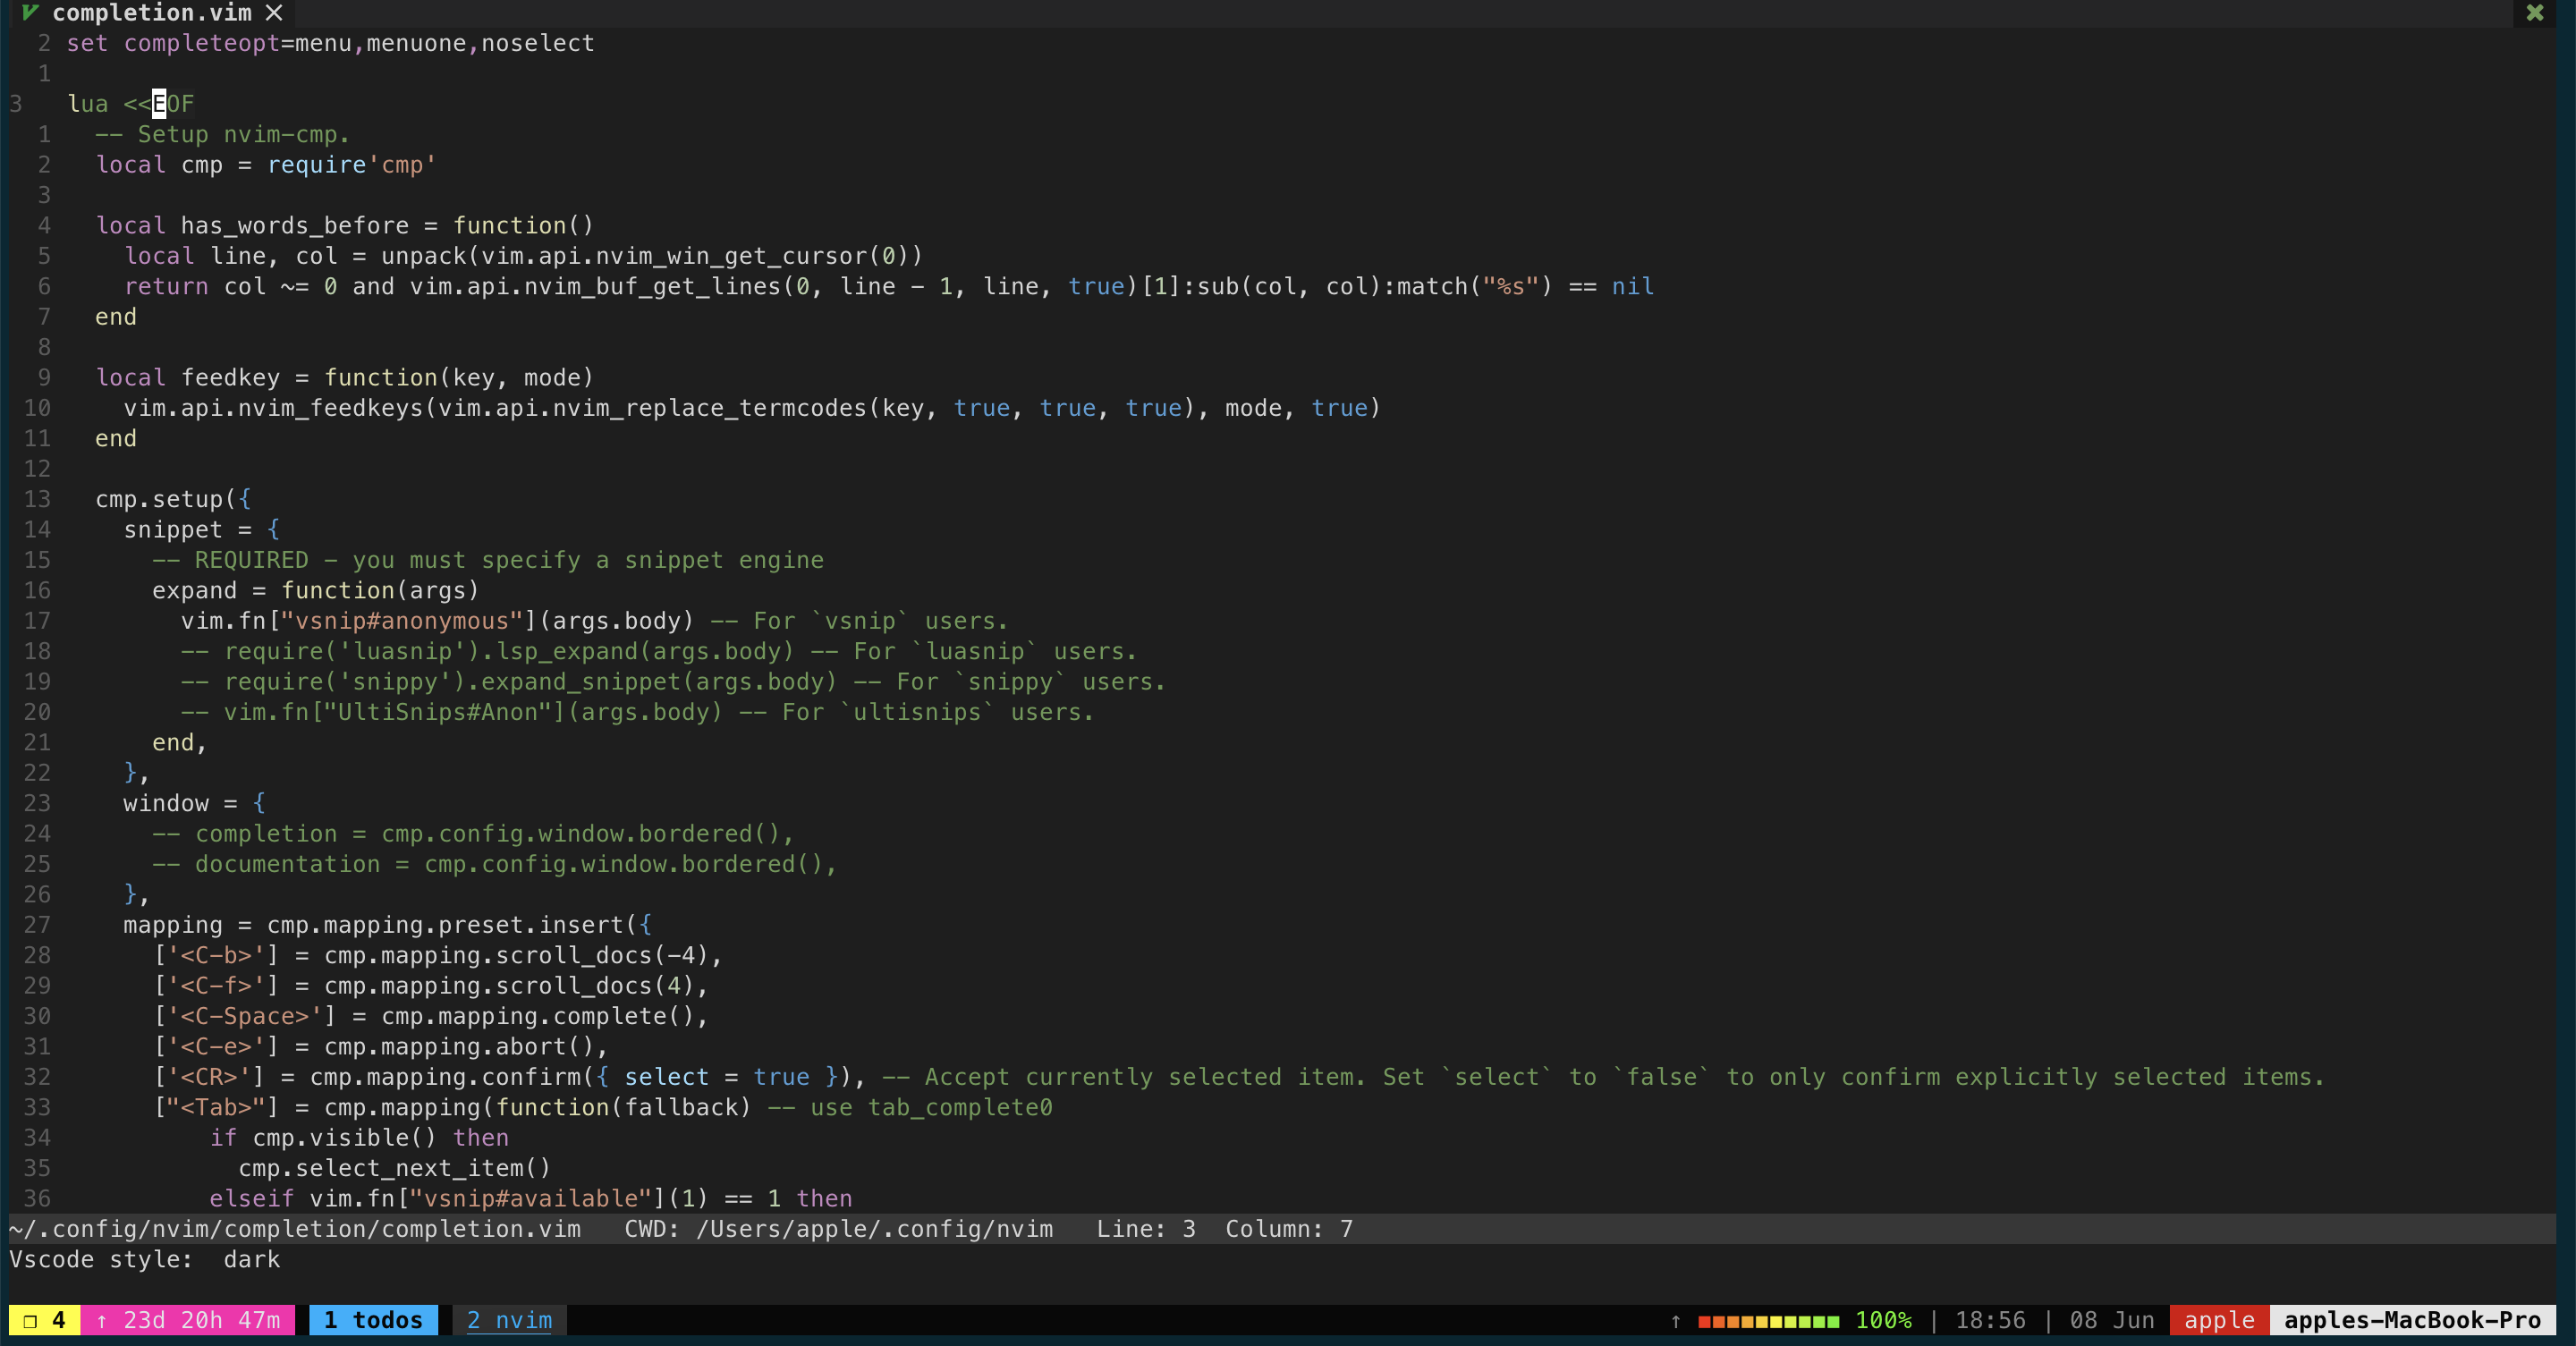 completion.vim ×
2 set completeopt=menu,menuone,noselect
1
3 lua <<EOF
1   -- Setup nvim-cmp.
2   local cmp = require'cmp'
3
4   local has_words_before = function()
5     local line, col = unpack(vim.api.nvim_win_get_cursor(0))
6     return col ~= 0 and vim.api.nvim_buf_get_lines(0, line - 1, line, true)[1]:sub(col, col):match("%s") == nil
7   end
8
9   local feedkey = function(key, mode)
10     vim.api.nvim_feedkeys(vim.api.nvim_replace_termcodes(key, true, true, true), mode, true)
11   end
12
13   cmp.setup({
14     snippet = {
15       -- REQUIRED - you must specify a snippet engine
16       expand = function(args)
17         vim.fn["vsnip#anonymous"](args.body) -- For `vsnip` users.
18         -- require('luasnip').lsp_expand(args.body) -- For `luasnip` users.
19         -- require('snippy').expand_snippet(args.body) -- For `snippy` users.
20         -- vim.fn["UltiSnips#Anon"](args.body) -- For `ultisnips` users.
21       end,
22     },
23     window = {
24       -- completion = cmp.config.window.bordered(),
25       -- documentation = cmp.config.window.bordered(),
26     },
27     mapping = cmp.mapping.preset.insert({
28       ['<C-b>'] = cmp.mapping.scroll_docs(-4),
29       ['<C-f>'] = cmp.mapping.scroll_docs(4),
30       ['<C-Space>'] = cmp.mapping.complete(),
31       ['<C-e>'] = cmp.mapping.abort(),
32       ['<CR>'] = cmp.mapping.confirm({ select = true }), -- Accept currently selected item. Set `select` to `false` to only confirm explicitly selected items.
33       ["<Tab>"] = cmp.mapping(function(fallback) -- use tab_complete0
34           if cmp.visible() then
35             cmp.select_next_item()
36           elseif vim.fn["vsnip#available"](1) == 1 then
~/.config/nvim/completion/completion.vim   CWD: /Users/apple/.config/nvim   Line: 3  Column: 7
Vscode style:  dark
❐ 4 ↑ 23d 20h 47m 1 todos 2 nvim ↑ ■■■■■■■■■■ 100% | 18:56 | 08 Jun apple apples-MacBook-Pro